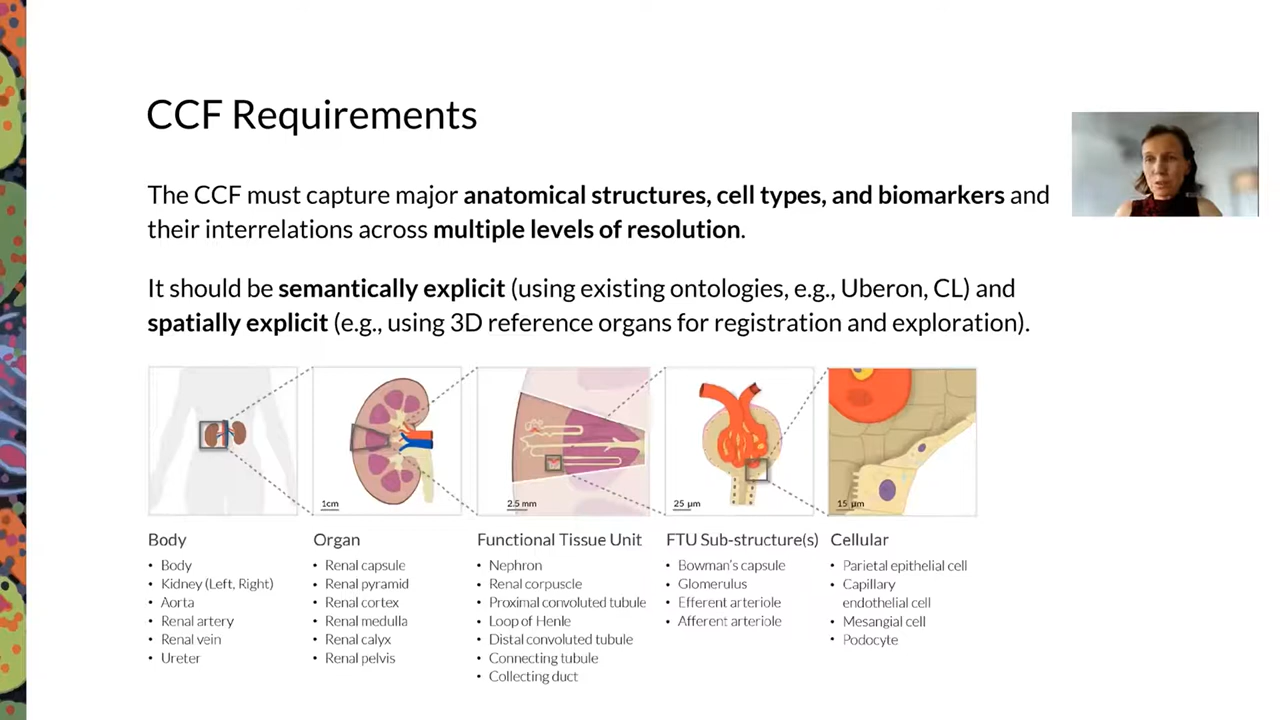 CCF Requirements
The CCF must capture major anatomical structures, cell types, and biomarkers and
their interrelations across multiple levels of resolution.
It should be semantically explicit (using existing ontologies, e.g., Uberon, CL) and
spatially explicit (e.g., using 3D reference organs for registration and exploration).
1cm
2.5 mm
25 µm
15 µm
Body
• Body
• Kidney (Left, Right)
• Aorta
• Renal artery
• Renal vein
• Ureter
Organ
• Renal capsule
• Renal pyramid
• Renal cortex
• Renal medulla
• Renal calyx
• Renal pelvis
Functional Tissue Unit
• Nephron
• Renal corpuscle
• Proximal convoluted tubule
• Loop of Henle
• Distal convoluted tubule
• Connecting tubule
• Collecting duct
FTU Sub-structure(s)
• Bowman's capsule
• Glomerulus
• Efferent arteriole
• Afferent arteriole
Cellular
• Parietal epithelial cell
• Capillary
endothelial cell
• Mesangial cell
• Podocyte